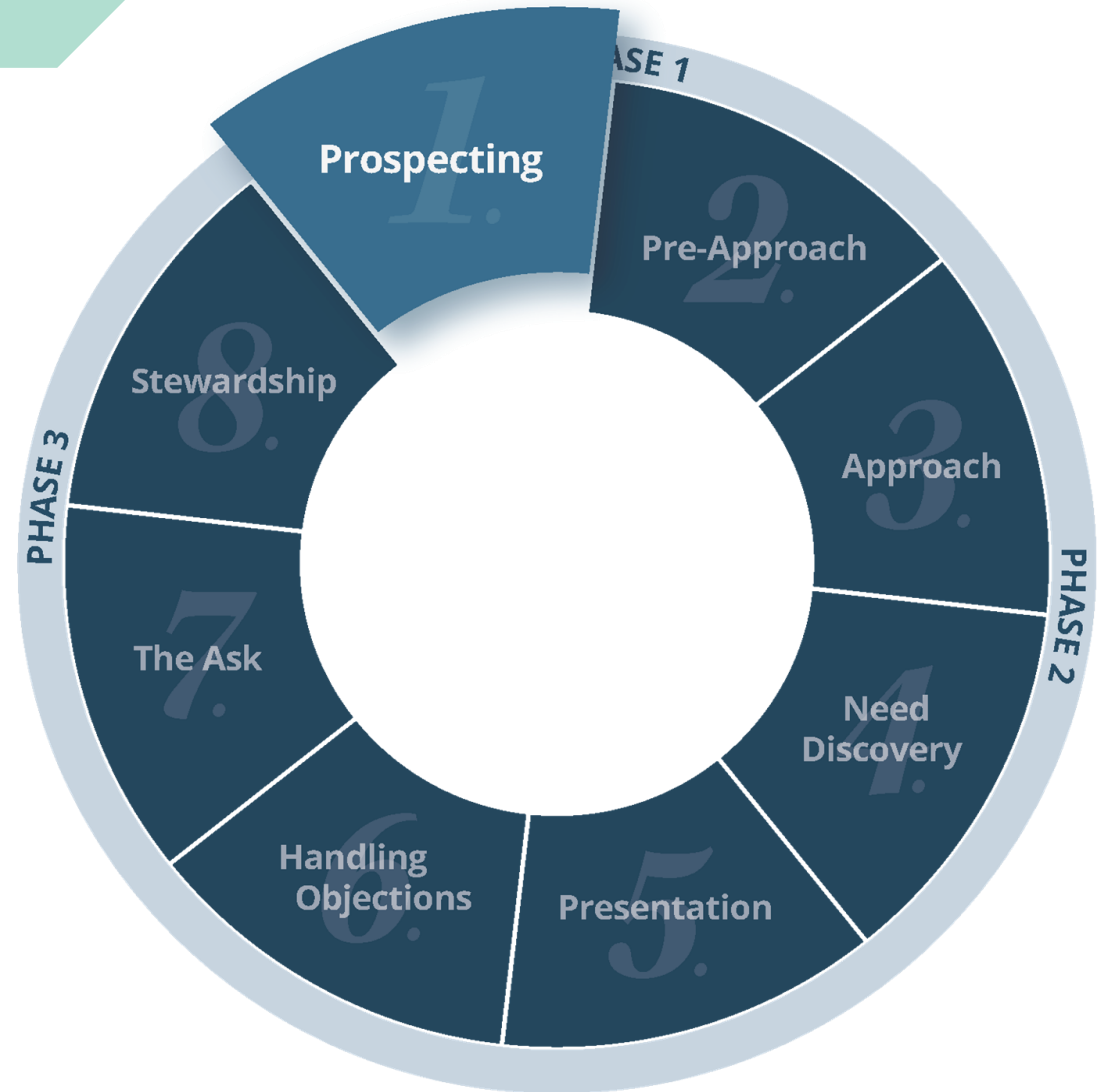 ASE 1
1.
Prospecting
2.
Pre-Approach
3.
Approach
PHASE 2
4.
Need
Discovery
5.
Presentation
6.
Handling
Objections
7.
The Ask
PHASE 3
8.
Stewardship